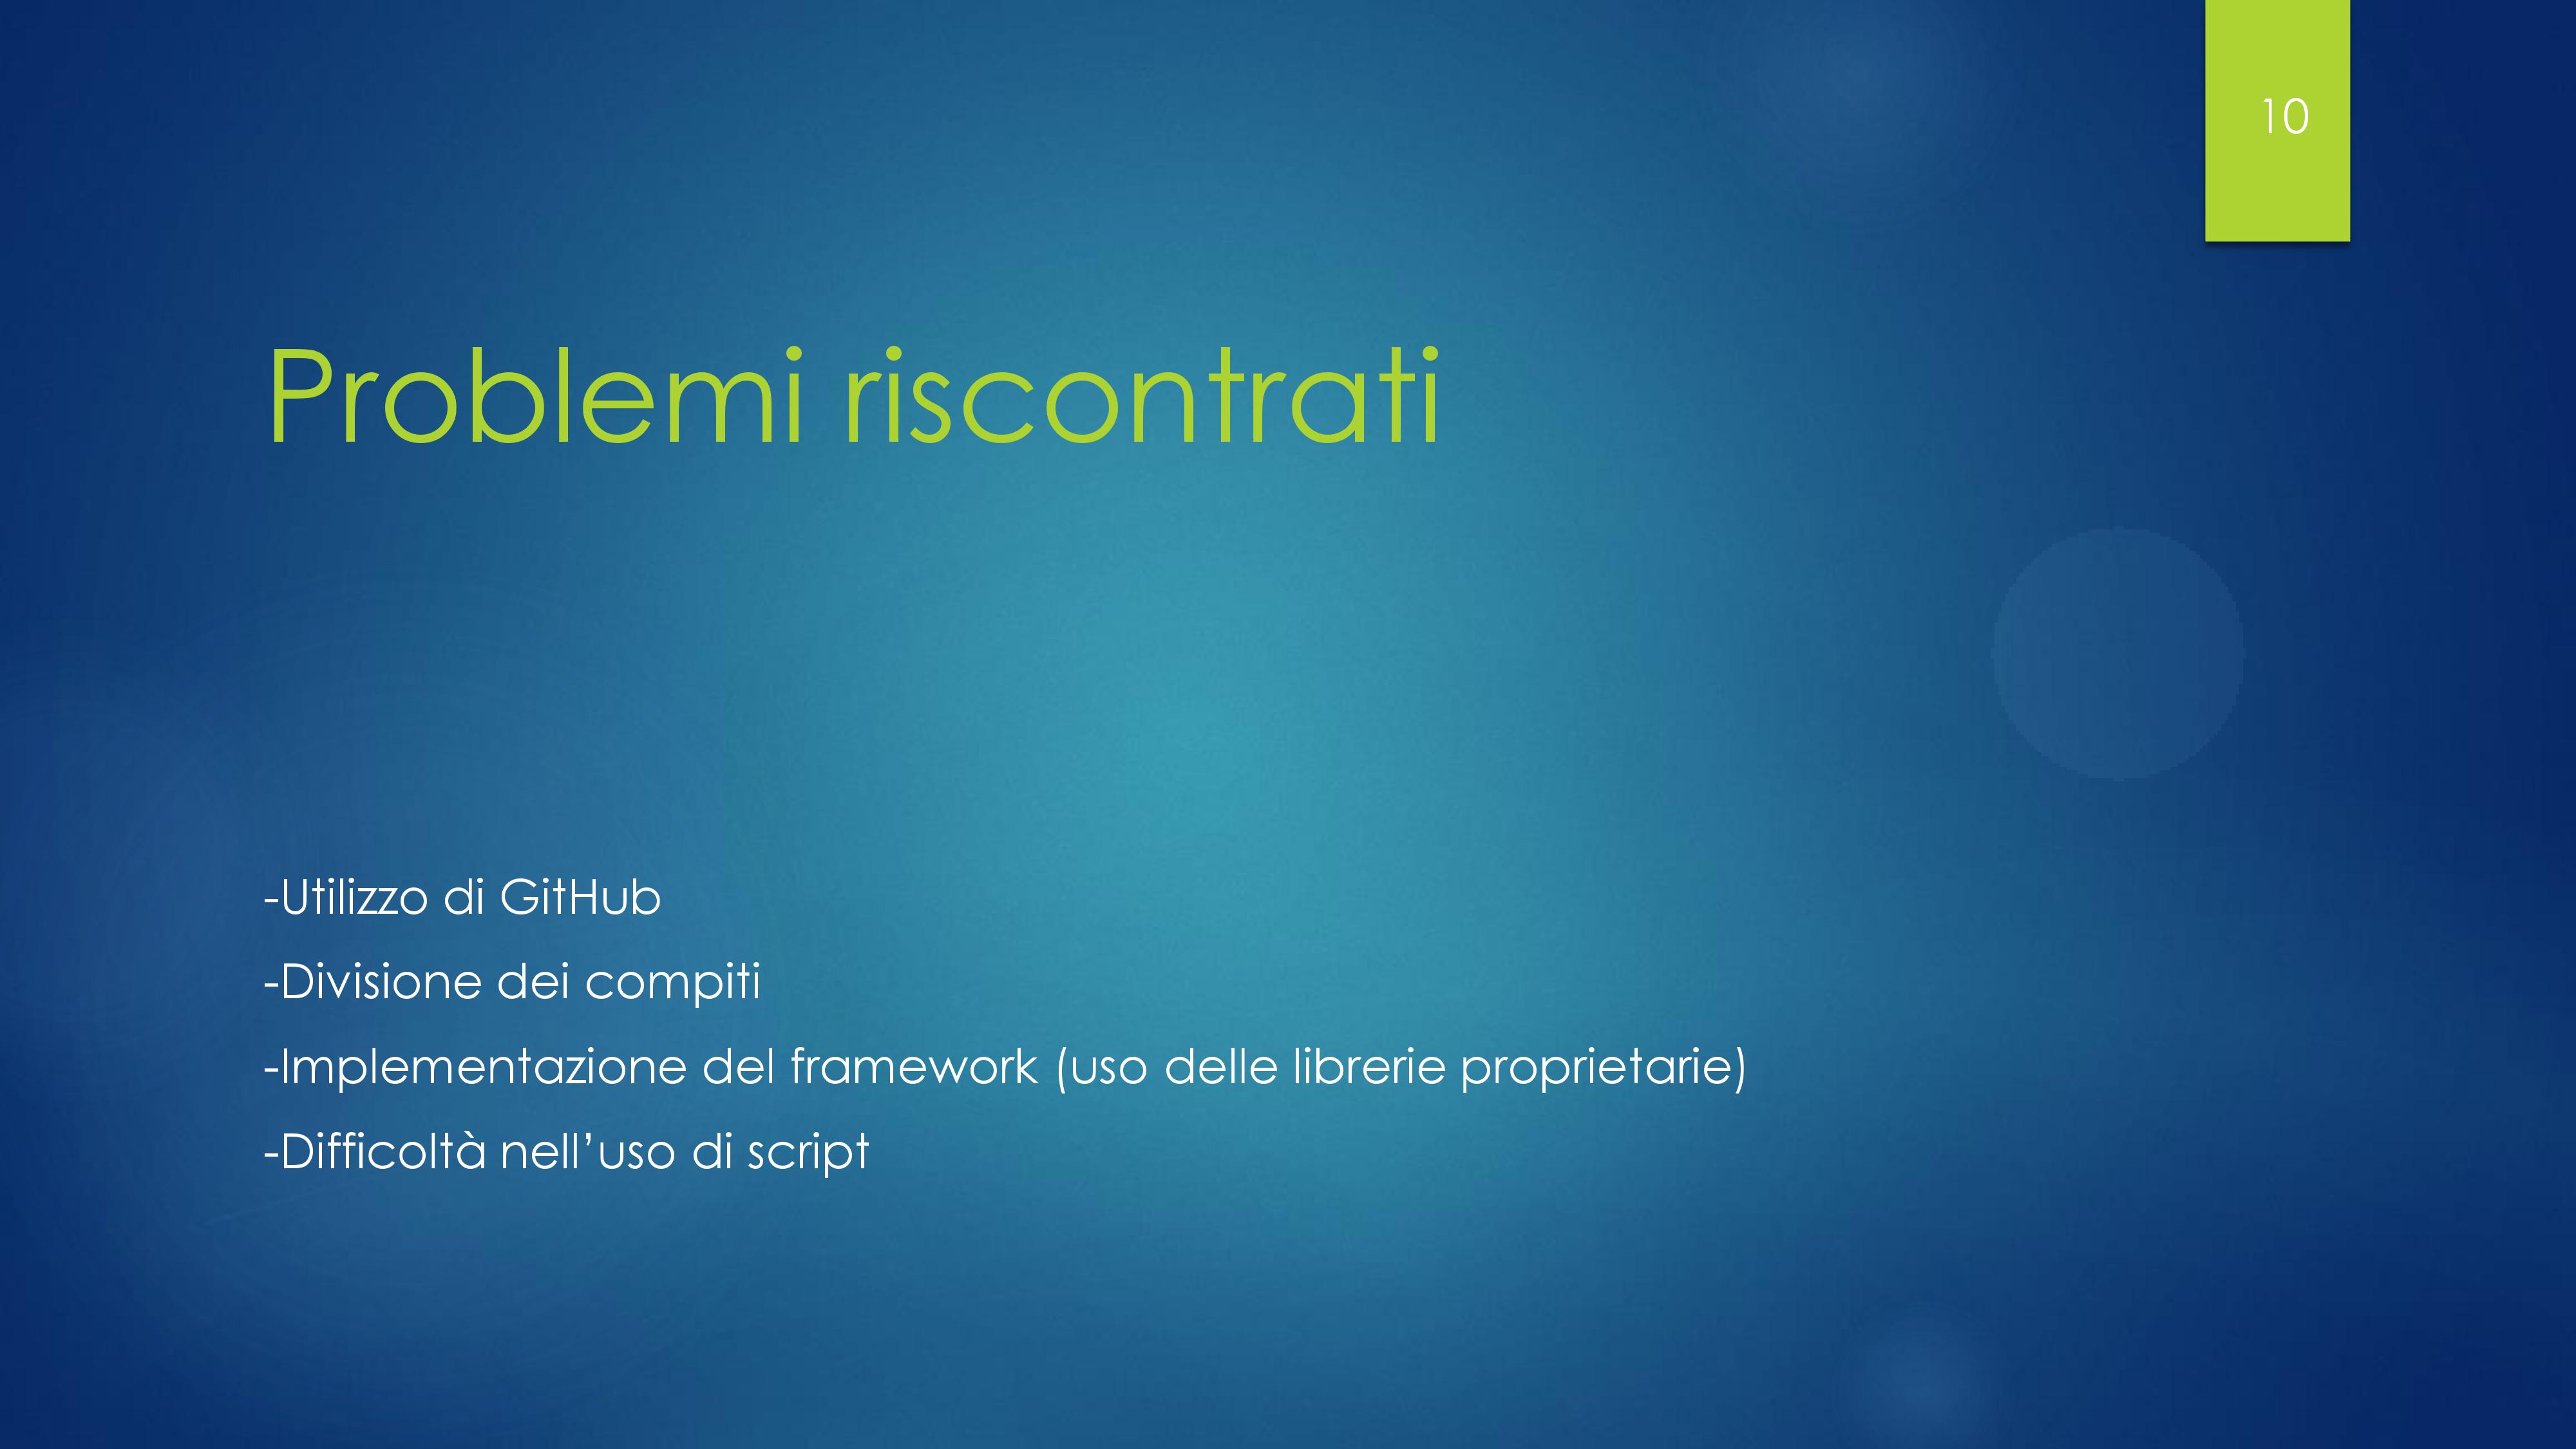 10
Problemi riscontrati
-Utilizzo di GitHub
-Divisione dei compiti
-Implementazione del framework (uso delle librerie proprietarie)
-Difficoltà nell’uso di script